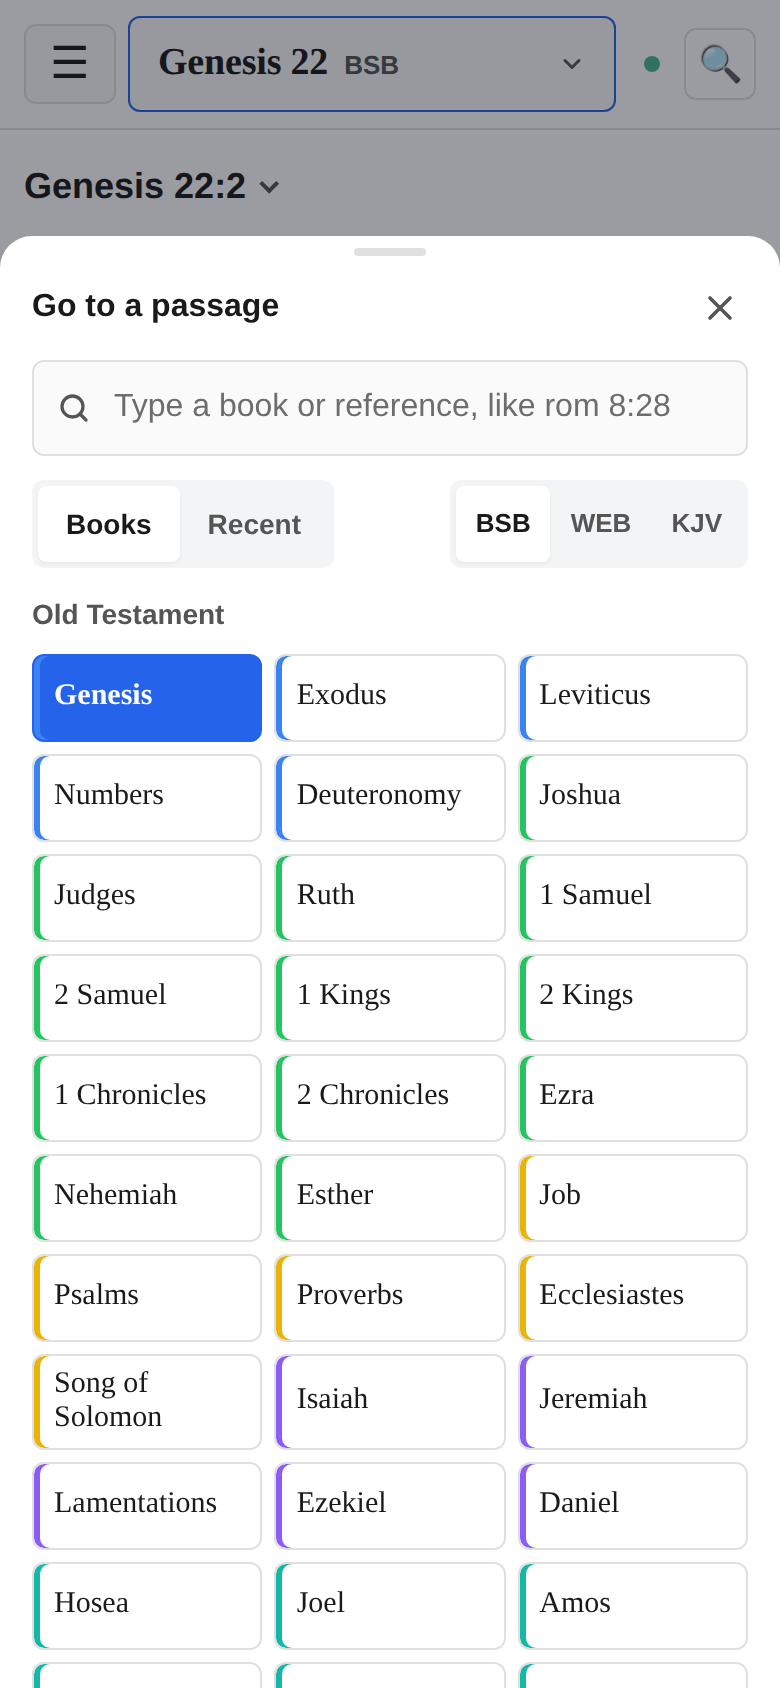 Genesis 22 BSB
Genesis 22:2
Go to a passage
Type a book or reference, like rom 8:28
Books Recent BSB WEB KJV
Old Testament
Genesis Exodus Leviticus
Numbers Deuteronomy Joshua
Judges Ruth 1 Samuel
2 Samuel 1 Kings 2 Kings
1 Chronicles 2 Chronicles Ezra
Nehemiah Esther Job
Psalms Proverbs Ecclesiastes
Song of
Solomon Isaiah Jeremiah
Lamentations Ezekiel Daniel
Hosea Joel Amos